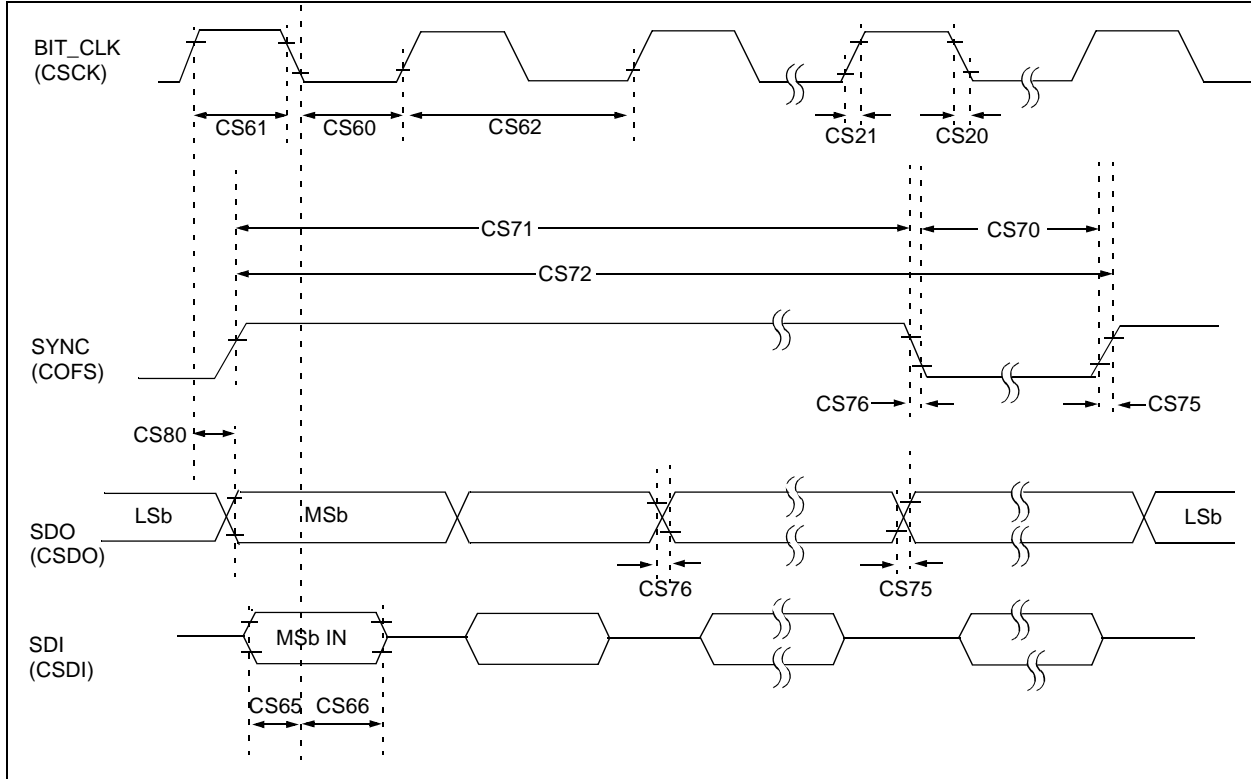 BIT_CLK
(CSCK)
CS61
CS60
CS62
CS21
CS20
CS71
CS70
CS72
SYNC
(COFS)
CS76
CS75
CS80
LSb
MSb
LSb
SDO
(CSDO)
CS76
CS75
MSb IN
SDI
(CSDI)
CS65
CS66